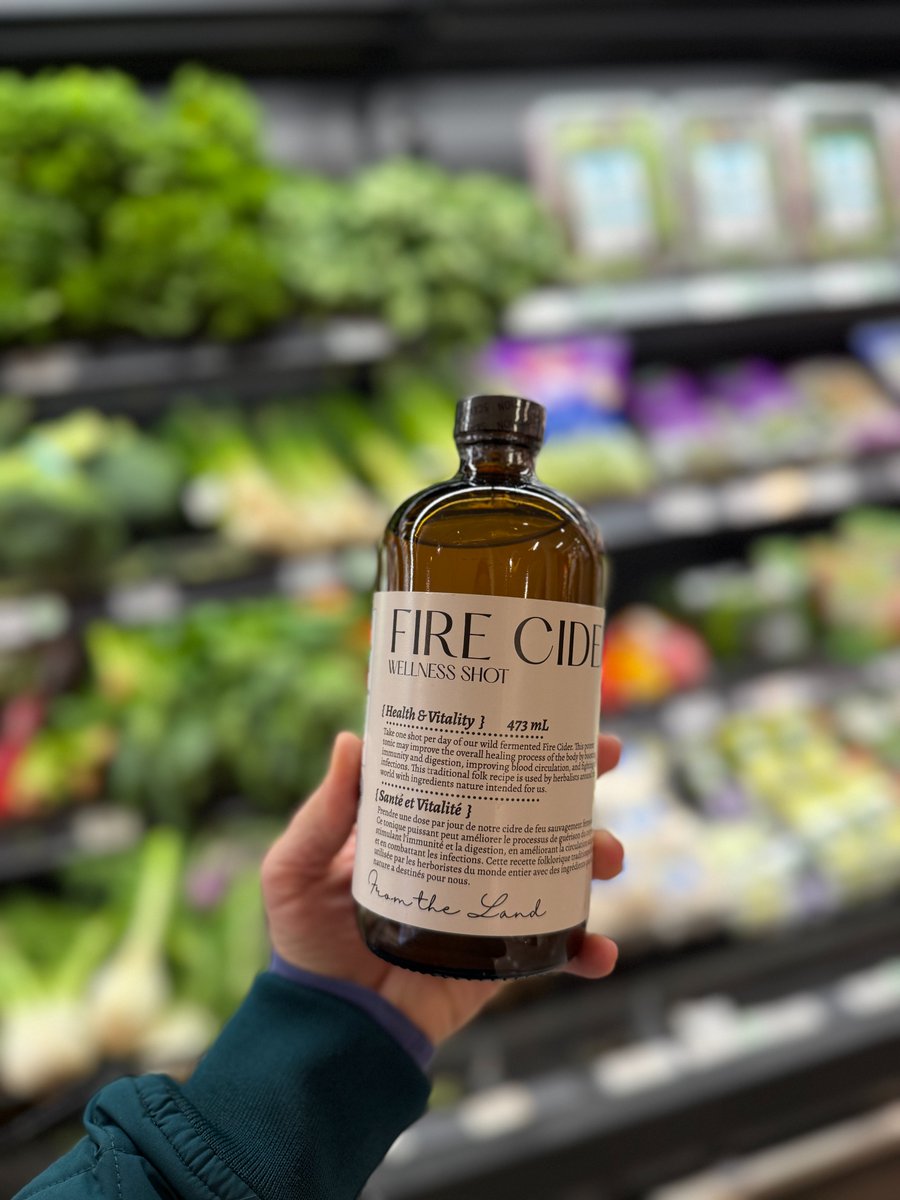 FIRE CIDE
WELLNESS SHOT
{Health & Vitality } 473 mL
Take one shot per day of our wild fermented Fire Cider. This
tonic may improve the overall healing process of the body by
immunity and digestion, improving blood circulation, and
infections. This traditional folk recipe is used by herbalists
world with ingredients nature intended for us.
{Santé et Vitalité }
Prendre une dose par jour de notre cidre de feu sauvagement
Ce tonique puissant peut améliorer le processus de guérison
stimulant l'immunité et la digestion, en améliorant la circulation
et en combattant les infections. Cette recette folklorique
utilisée par les herboristes du monde entier avec des ingrédients
nature a destinés pour nous.
From the Land